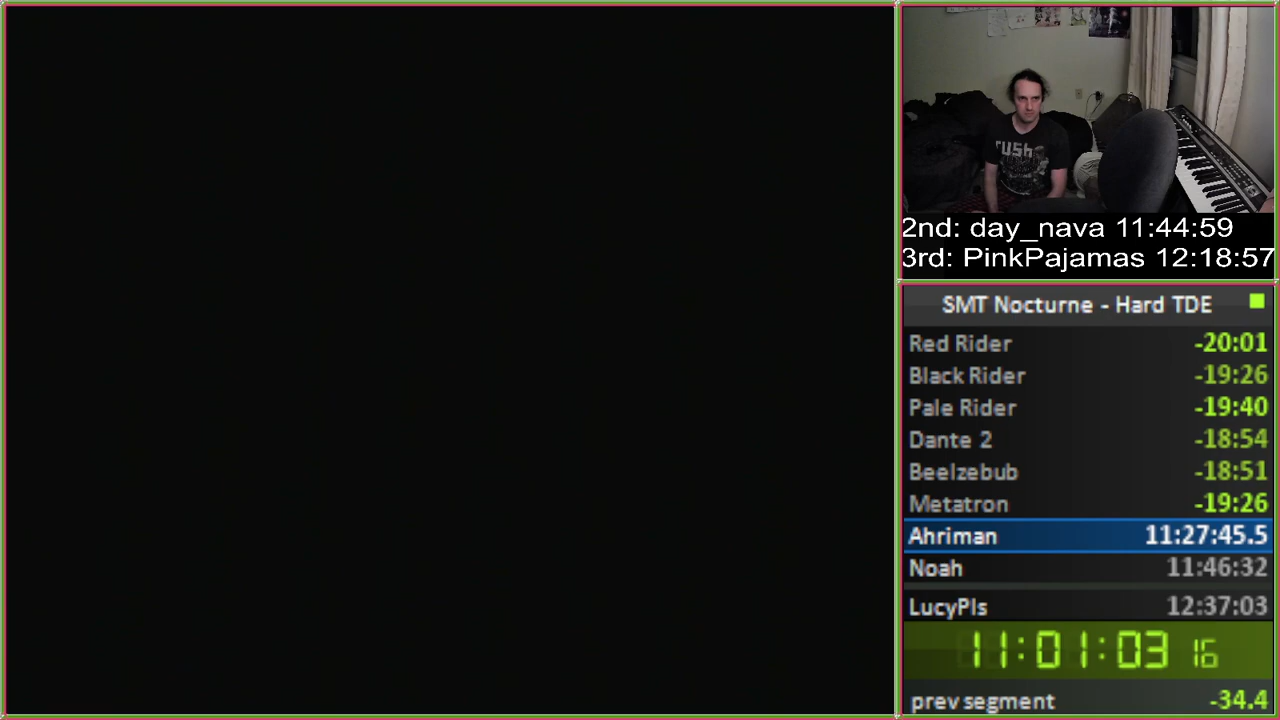 rush
2nd: day_nava 11:44:59
3rd: PinkPajamas 12:18:57
SMT Nocturne - Hard TDE
Red Rider -20:01
Black Rider -19:26
Pale Rider -19:40
Dante 2 -18:54
Beelzebub -18:51
Metatron -19:26
Ahriman 11:27:45.5
Noah 11:46:32
LucyPls 12:37:03
11:01:03 16
prev segment -34.4